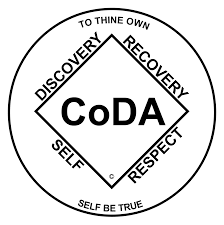 TO THINE OWN
DISCOVERY
RECOVERY
CoDA
SELF
RESPECT
C
SELF BE TRUE